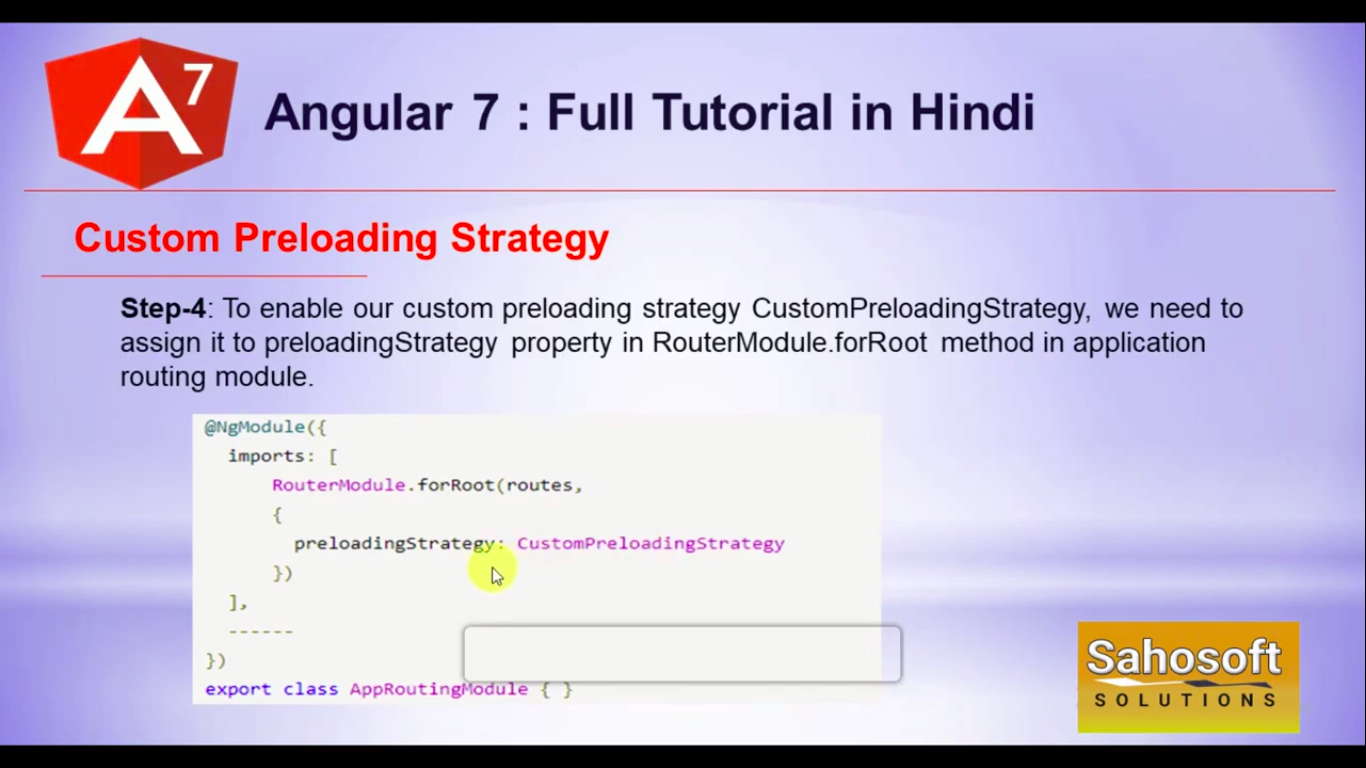 A7
Angular 7 : Full Tutorial in Hindi
Custom Preloading Strategy
Step-4: To enable our custom preloading strategy CustomPreloadingStrategy, we need to
assign it to preloadingStrategy property in RouterModule.forRoot method in application
routing module.
@NgModule({
imports: [
RouterModule.forRoot(routes,
{
preloadingStrategy: CustomPreloadingStrategy
})
],
------
})
export class AppRoutingModule { }
Sahosoft
SOLUTIONS